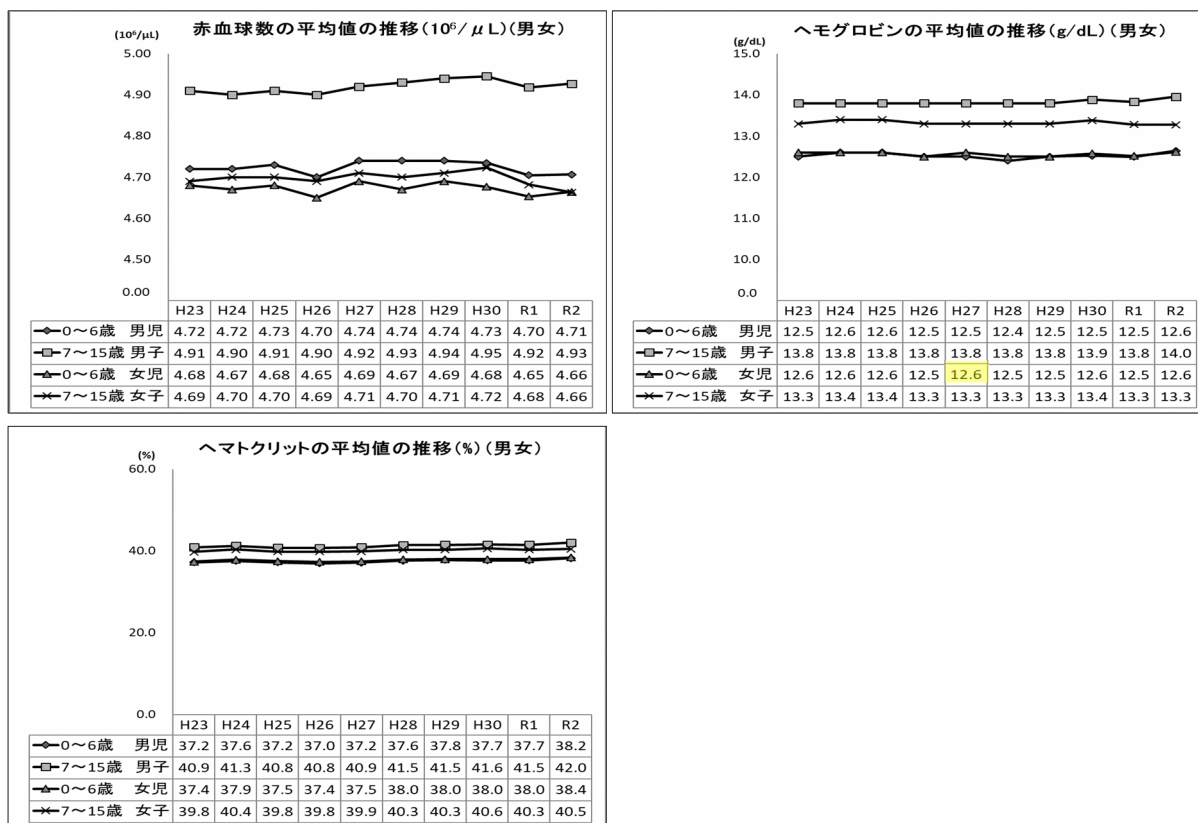 赤血球数の平均値の推移(10⁶/μL)(男女)
(10⁶/μL)
5.00
4.90
4.80
4.70
4.60
4.50
0.00
H23 H24 H25 H26 H27 H28 H29 H30 R1 R2
0～6歳 男児 4.72 4.72 4.73 4.70 4.74 4.74 4.74 4.73 4.70 4.71
7～15歳 男子 4.91 4.90 4.91 4.90 4.92 4.93 4.94 4.95 4.92 4.93
0～6歳 女児 4.68 4.67 4.68 4.65 4.69 4.67 4.69 4.68 4.65 4.66
7～15歳 女子 4.69 4.70 4.70 4.69 4.71 4.70 4.71 4.72 4.68 4.66
ヘモグロビンの平均値の推移(g/dL)(男女)
(g/dL)
15.0
14.0
13.0
12.0
11.0
10.0
0.0
H23 H24 H25 H26 H27 H28 H29 H30 R1 R2
0～6歳 男児 12.5 12.6 12.6 12.5 12.5 12.4 12.5 12.5 12.5 12.6
7～15歳 男子 13.8 13.8 13.8 13.8 13.8 13.8 13.8 13.9 13.8 14.0
0～6歳 女児 12.6 12.6 12.6 12.5 12.6 12.5 12.5 12.6 12.5 12.6
7～15歳 女子 13.3 13.4 13.4 13.3 13.3 13.3 13.3 13.4 13.3 13.3
ヘマトクリットの平均値の推移(%)(男女)
(%)
60.0
40.0
20.0
0.0
H23 H24 H25 H26 H27 H28 H29 H30 R1 R2
0～6歳 男児 37.2 37.6 37.2 37.0 37.2 37.6 37.8 37.7 37.7 38.2
7～15歳 男子 40.9 41.3 40.8 40.8 40.9 41.5 41.5 41.6 41.5 42.0
0～6歳 女児 37.4 37.9 37.5 37.4 37.5 38.0 38.0 38.0 38.0 38.4
7～15歳 女子 39.8 40.4 39.8 39.8 39.9 40.3 40.3 40.6 40.3 40.5